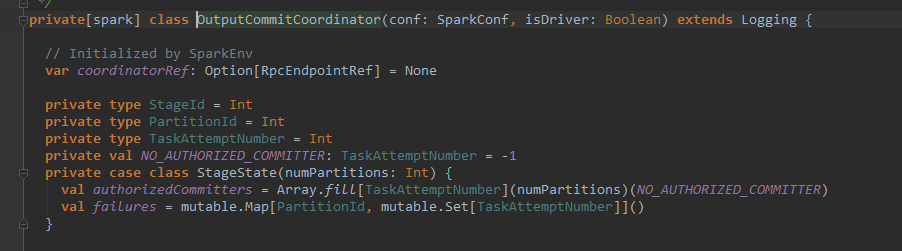 */
private[spark] class OutputCommitCoordinator(conf: SparkConf, isDriver: Boolean) extends Logging {
// Initialized by SparkEnv
var coordinatorRef: Option[RpcEndpointRef] = None
private type StageId = Int
private type PartitionId = Int
private type TaskAttemptNumber = Int
private val NO_AUTHORIZED_COMMITTER: TaskAttemptNumber = -1
private case class StageState(numPartitions: Int) {
val authorizedCommitters = Array.fill[TaskAttemptNumber](numPartitions)(NO_AUTHORIZED_COMMITTER)
val failures = mutable.Map[PartitionId, mutable.Set[TaskAttemptNumber]]()
}